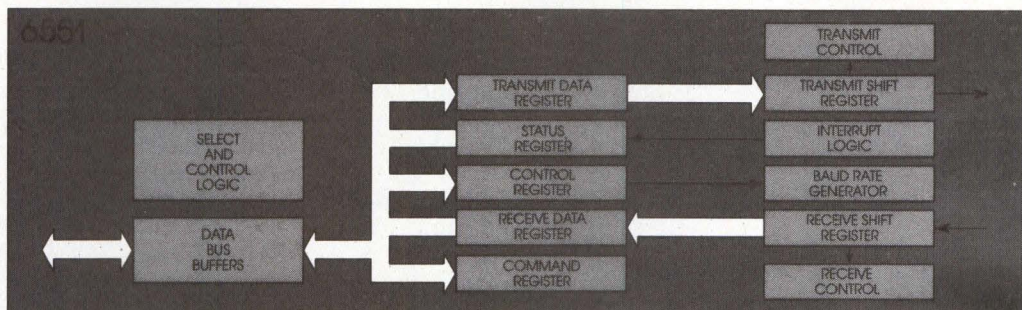 6551
TRANSMIT
CONTROL
TRANSMIT DATA
REGISTER
TRANSMIT SHIFT
REGISTER
SELECT
AND
CONTROL
LOGIC
STATUS
REGISTER
INTERRUPT
LOGIC
CONTROL
REGISTER
BAUD RATE
GENERATOR
DATA
BUS
BUFFERS
RECEIVE DATA
REGISTER
RECEIVE SHIFT
REGISTER
COMMAND
REGISTER
RECEIVE
CONTROL